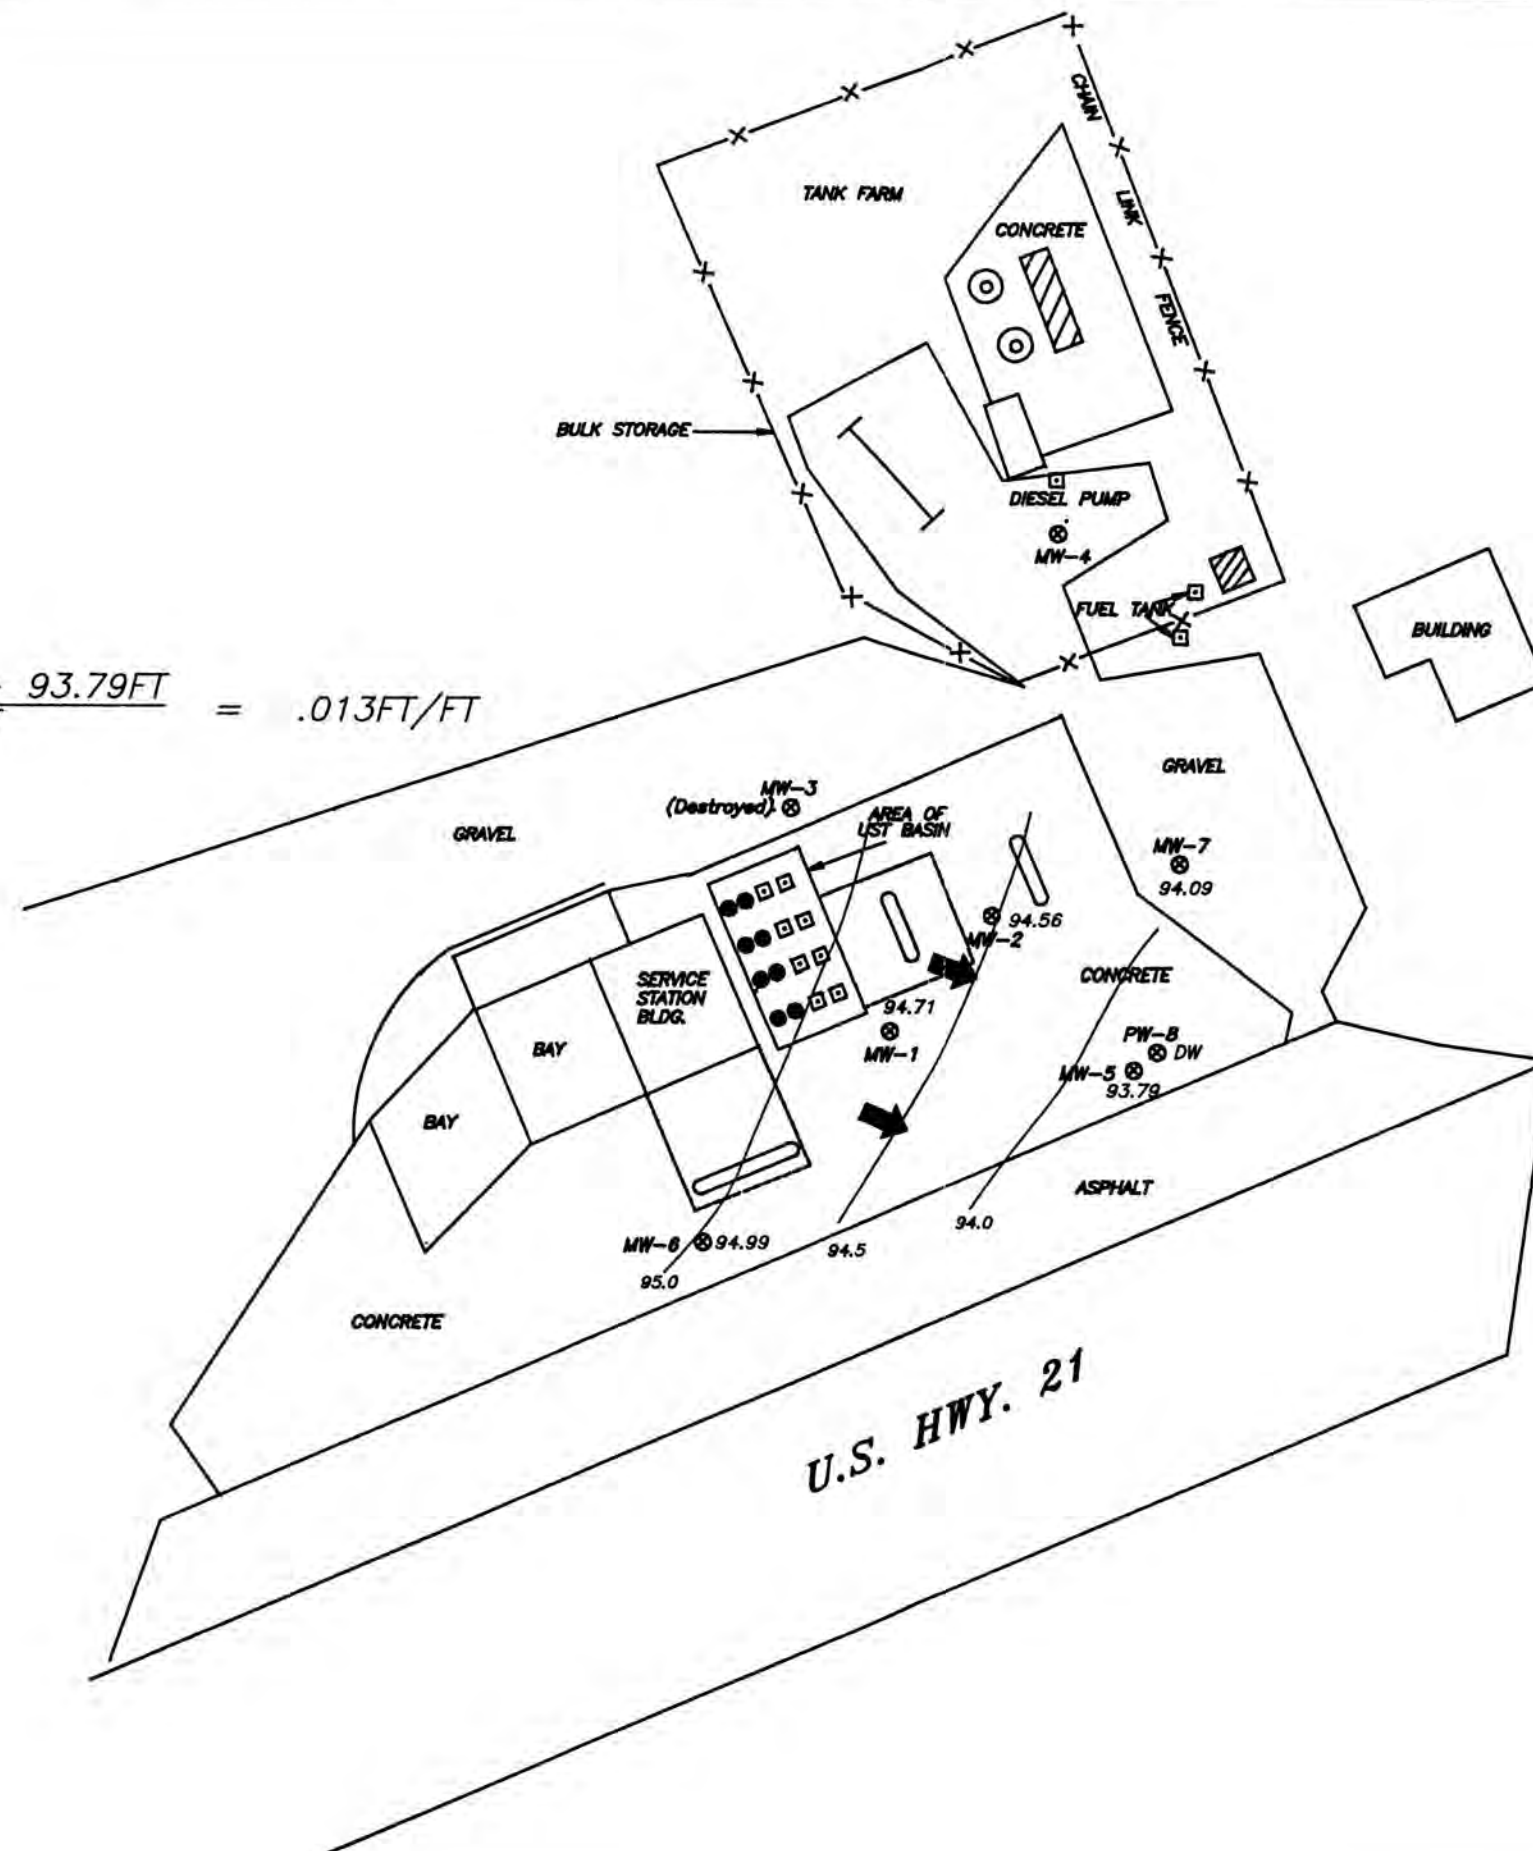 CHAIN
LINK
FENCE
TANK FARM
CONCRETE
BULK STORAGE
DIESEL PUMP
MW-4
FUEL TANK
BUILDING
93.79FT = .013FT/FT
GRAVEL
MW-3
(Destroyed)
AREA OF
UST BASIN
GRAVEL
MW-7
94.09
94.56
MW-2
SERVICE
STATION
BLDG.
CONCRETE
94.71
MW-1
BAY
PW-8
DW
MW-5
93.79
BAY
ASPHALT
MW-6 94.99
94.0
94.5
95.0
CONCRETE
U.S. HWY. 21